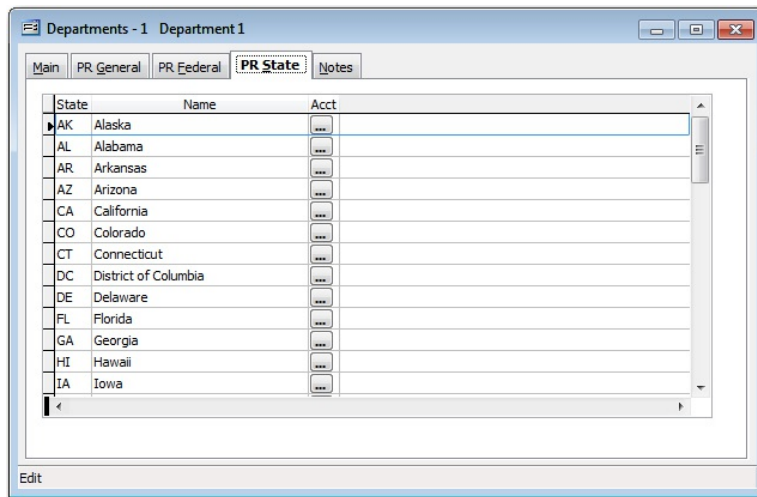 Departments - 1 Department 1
Main PR General PR Federal PR State Notes
State Name Acct
AK Alaska ...
AL Alabama ...
AR Arkansas ...
AZ Arizona ...
CA California ...
CO Colorado ...
CT Connecticut ...
DC District of Columbia ...
DE Delaware ...
FL Florida ...
GA Georgia ...
HI Hawaii ...
IA Iowa ...
Edit